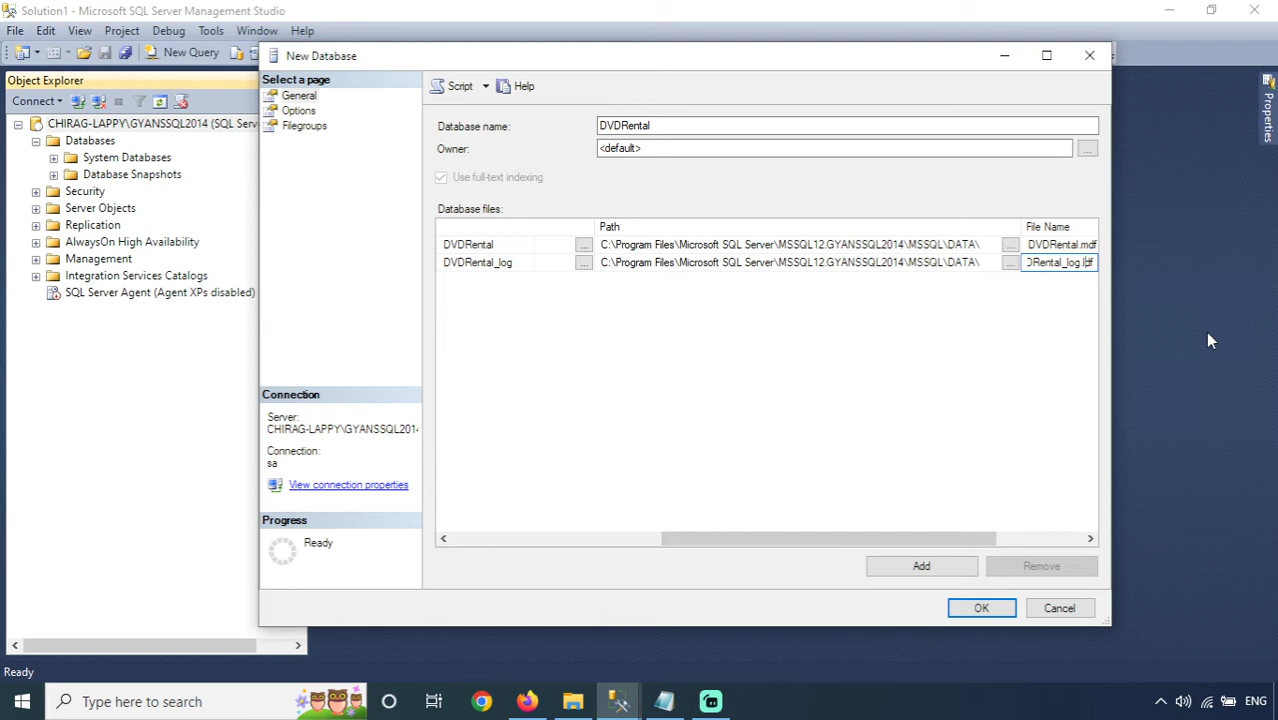 Solution1 - Microsoft SQL Server Management Studio
File Edit View Project Debug Tools Window Help
New Query
Object Explorer
Connect
CHIRAG-LAPPY\GYANSSQL2014 (SQL Serv
Databases
System Databases
Database Snapshots
Security
Server Objects
Replication
AlwaysOn High Availability
Management
Integration Services Catalogs
SQL Server Agent (Agent XPs disabled)
New Database
Select a page
General
Options
Filegroups
Script Help
Database name: DVDRental
Owner: <default> ...
Use full-text indexing
Database files:
Path File Name
DVDRental ... C:\Program Files\Microsoft SQL Server\MSSQL12.GYANSSQL2014\MSSQL\DATA\ ... DVDRental.mdf
DVDRental_log ... C:\Program Files\Microsoft SQL Server\MSSQL12.GYANSSQL2014\MSSQL\DATA\ ... DRental_log.ldf
Connection
Server:
CHIRAG-LAPPY\GYANSSQL201
Connection:
sa
View connection properties
Progress
Ready
Add Remove
OK Cancel
Properties
Ready
Type here to search
ENG